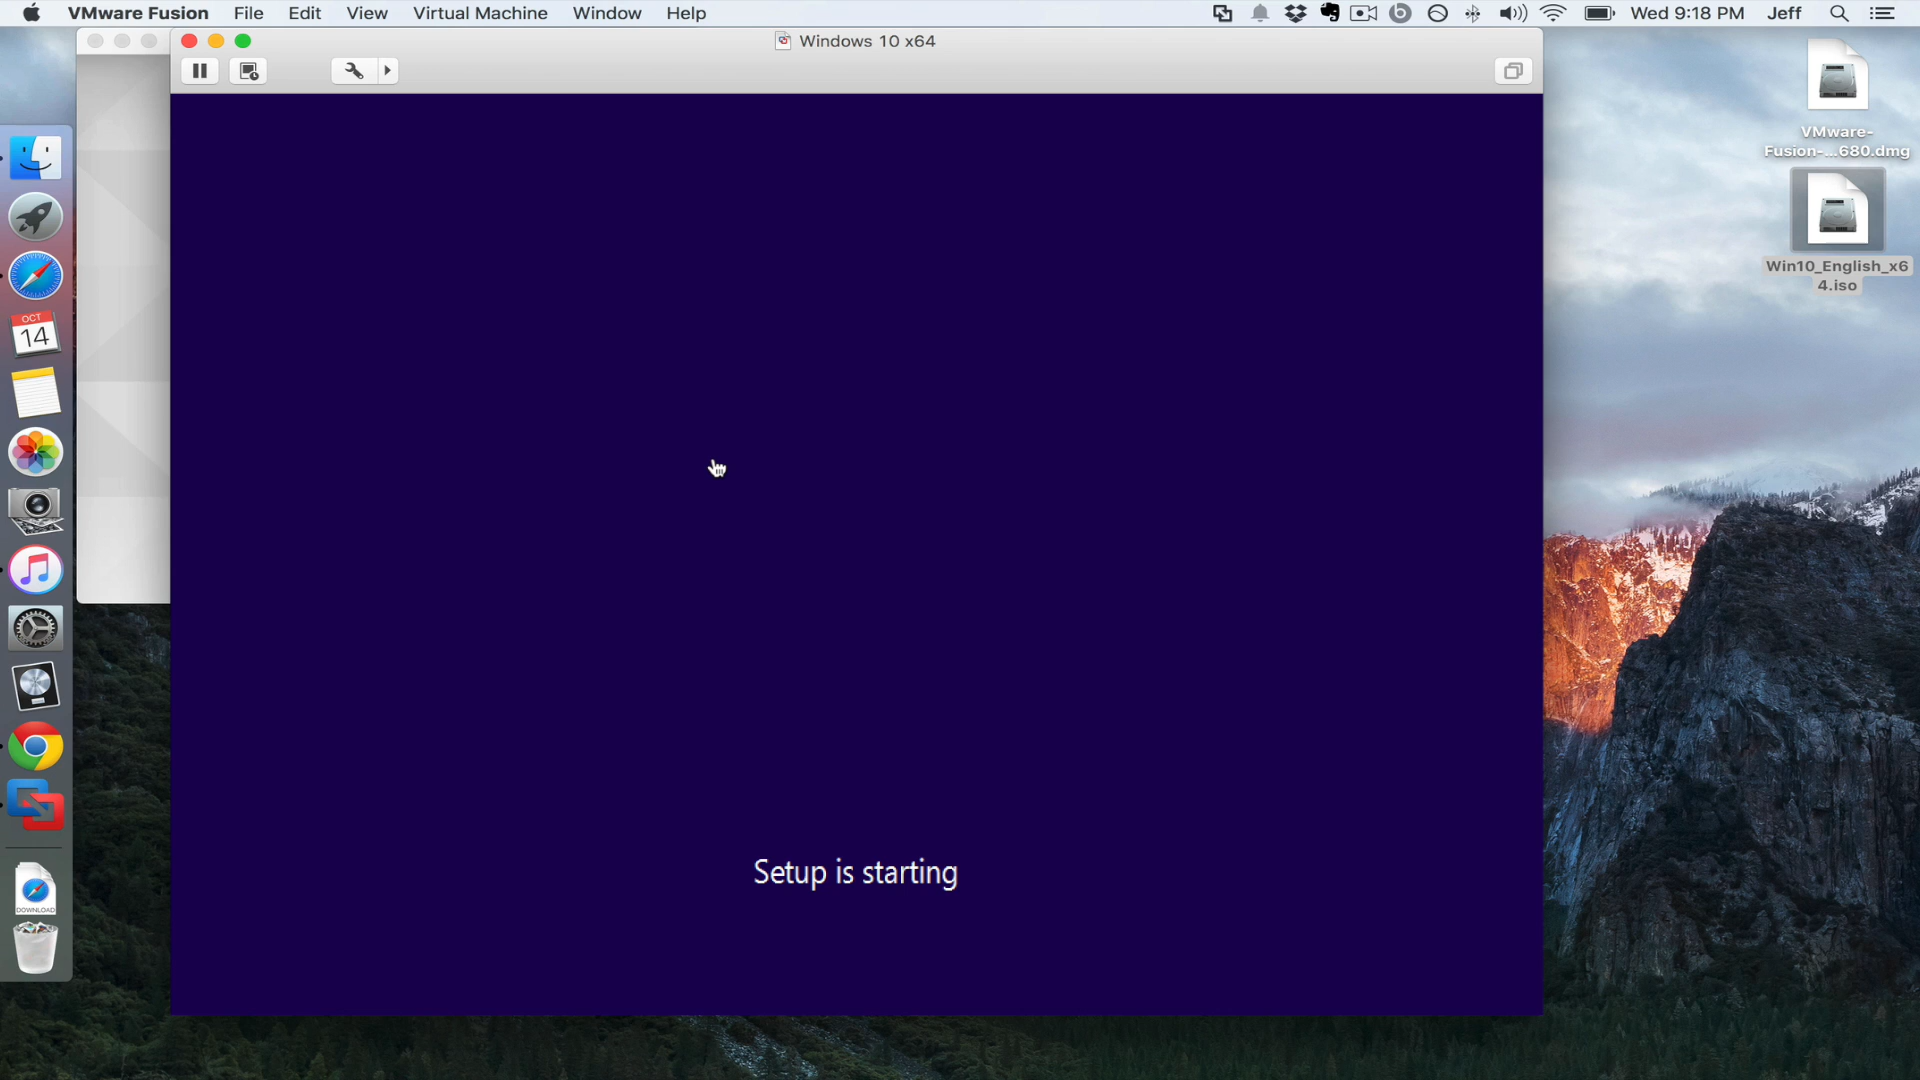 VMware Fusion File Edit View Virtual Machine Window Help Wed 9:18 PM Jeff
Windows 10 x64
VMware-
Fusion-...680.dmg
Win10_English_x6
4.iso
OCT
14
Setup is starting
DOWNLOAD